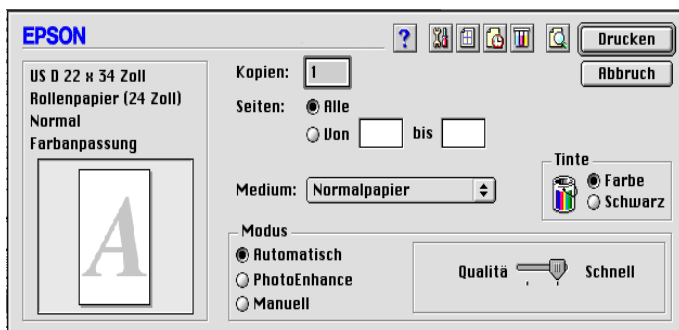 EPSON
?
Drucken
Abbruch
US D 22 x 34 Zoll
Rollenpapier (24 Zoll)
Normal
Farbanpassung
A
Kopien: 1
Seiten: Alle
Von bis
Medium: Normalpapier
Tinte
Farbe
Schwarz
Modus
Automatisch
PhotoEnhance
Manuell
Qualitä Schnell